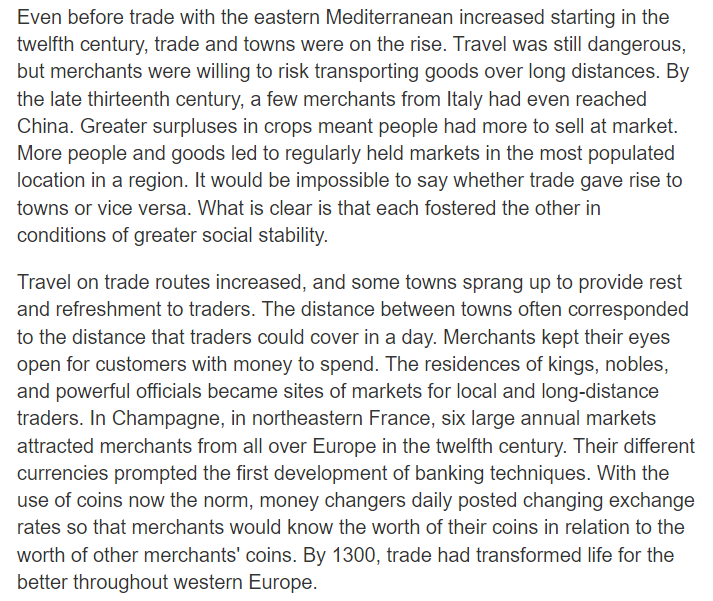 Even before trade with the eastern Mediterranean increased starting in the
twelfth century, trade and towns were on the rise. Travel was still dangerous,
but merchants were willing to risk transporting goods over long distances. By
the late thirteenth century, a few merchants from Italy had even reached
China. Greater surpluses in crops meant people had more to sell at market.
More people and goods led to regularly held markets in the most populated
location in a region. It would be impossible to say whether trade gave rise to
towns or vice versa. What is clear is that each fostered the other in
conditions of greater social stability.
Travel on trade routes increased, and some towns sprang up to provide rest
and refreshment to traders. The distance between towns often corresponded
to the distance that traders could cover in a day. Merchants kept their eyes
open for customers with money to spend. The residences of kings, nobles,
and powerful officials became sites of markets for local and long-distance
traders. In Champagne, in northeastern France, six large annual markets
attracted merchants from all over Europe in the twelfth century. Their different
currencies prompted the first development of banking techniques. With the
use of coins now the norm, money changers daily posted changing exchange
rates so that merchants would know the worth of their coins in relation to the
worth of other merchants' coins. By 1300, trade had transformed life for the
better throughout western Europe.